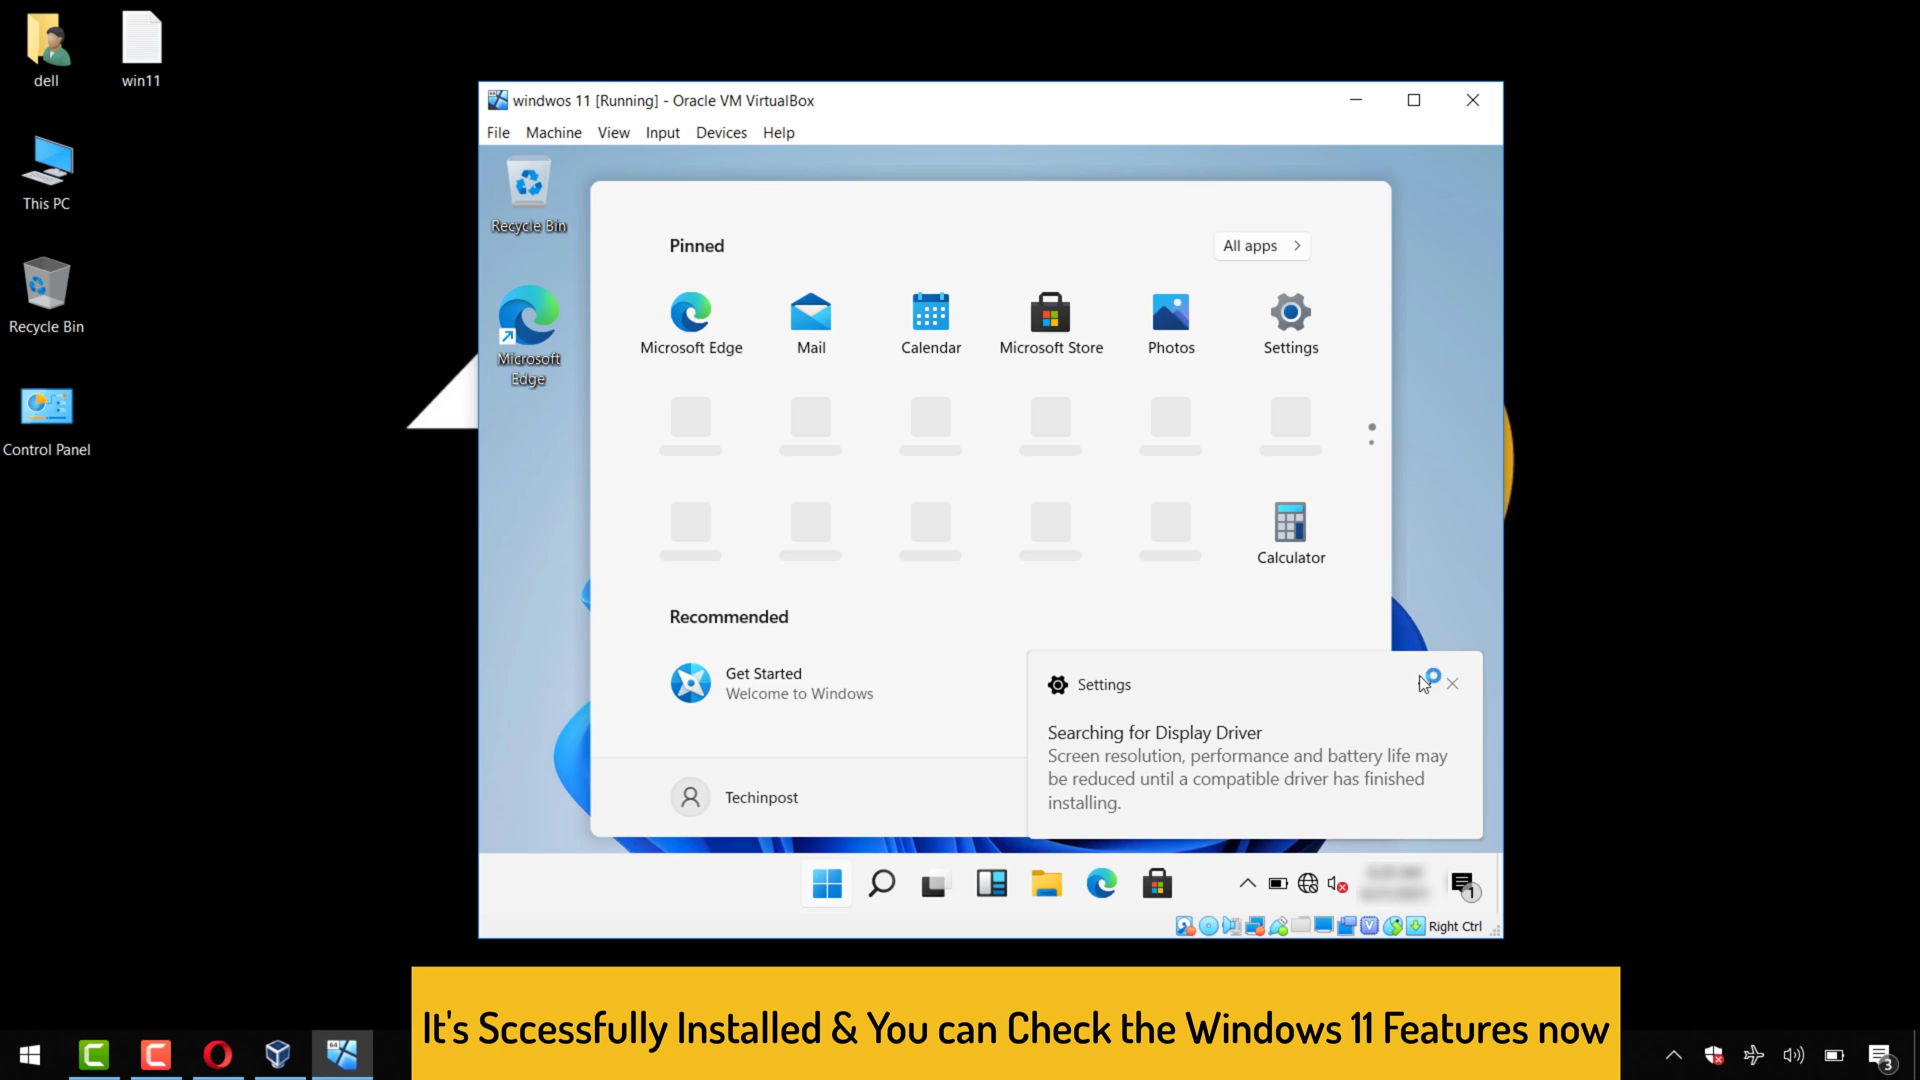 dell
win11
This PC
Recycle Bin
Control Panel
windwos 11 [Running] - Oracle VM VirtualBox
File Machine View Input Devices Help
Recycle Bin
Microsoft
Edge
Pinned
All apps
Microsoft Edge
Mail
Calendar
Microsoft Store
Photos
Settings
Calculator
Recommended
Get Started
Welcome to Windows
Settings
Searching for Display Driver
Screen resolution, performance and battery life may
be reduced until a compatible driver has finished
installing.
Techinpost
1
Right Ctrl
It's Sccessfully Installed & You can Check the Windows 11 Features now
64
3